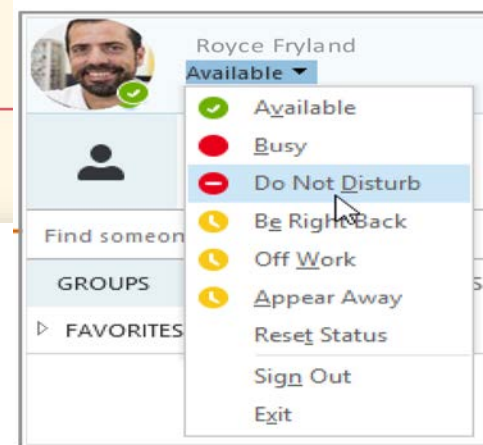 Royce Fryland
Available
Available
Busy
Do Not Disturb
Be Right Back
Find someon
Off Work
GROUPS
Appear Away
FAVORITES
Reset Status
Sign Out
Exit